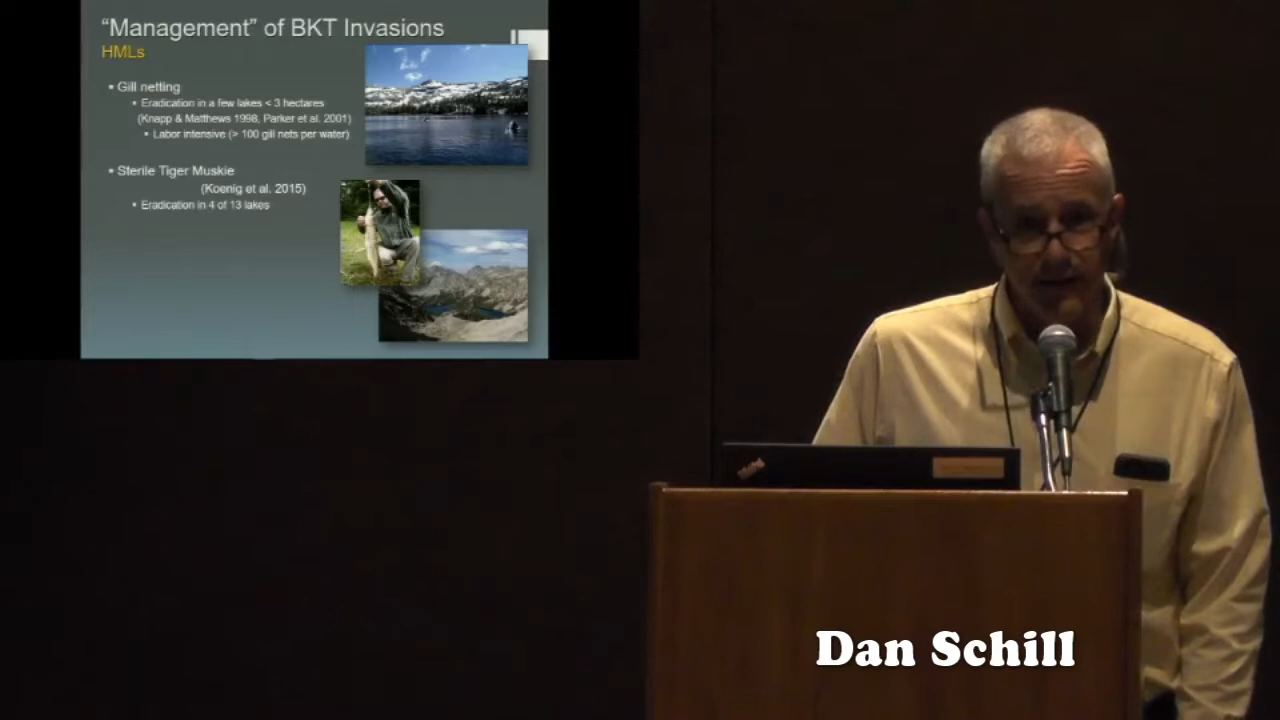 “Management” of BKT Invasions
HMLs
▪ Gill netting
▪ Eradication in a few lakes < 3 hectares
(Knapp & Matthews 1998, Parker et al. 2001)
▪ Labor intensive (> 100 gill nets per water)
▪ Sterile Tiger Muskie
(Koenig et al. 2015)
▪ Eradication in 4 of 13 lakes
Dan Schill